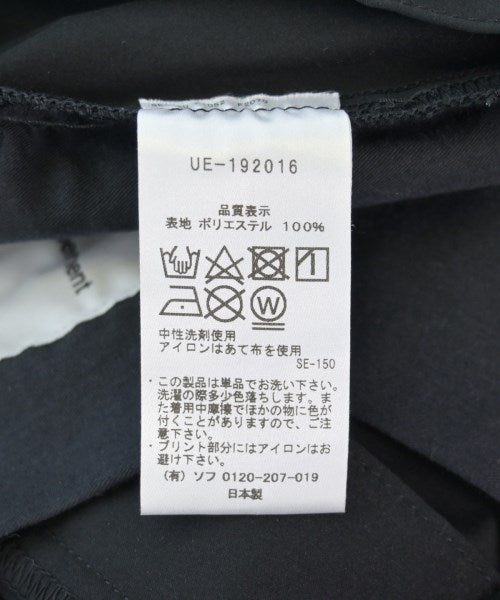 UE-192016
品質表示
表地 ポリエステル 100%
W
中性洗剤使用
アイロンはあて布を使用
SE-150
・この製品は単品でお洗い下さい。
洗濯の際多少色落ちします。ま
た着用中摩擦でほかの物に色が
付くことがありますので、ご注
意下さい。
・プリント部分にはアイロンはお
避け下さい。
(有) ソフ 0120-207-019
日本製